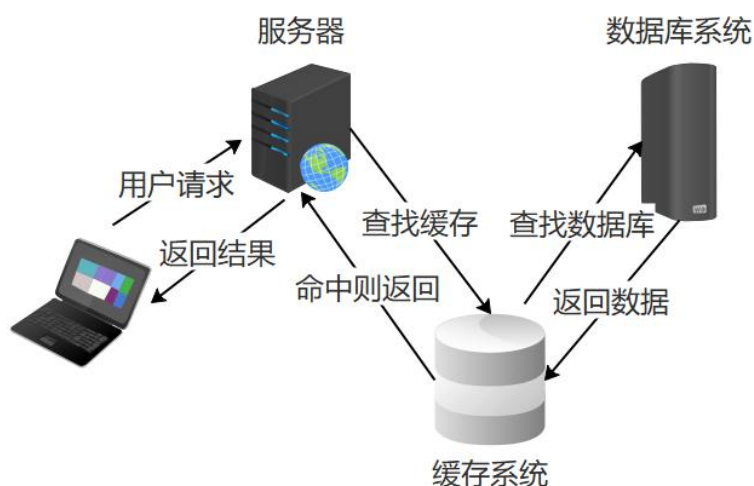 服务器
数据库系统
用户请求
查找缓存
查找数据库
返回结果
命中则返回
返回数据
缓存系统